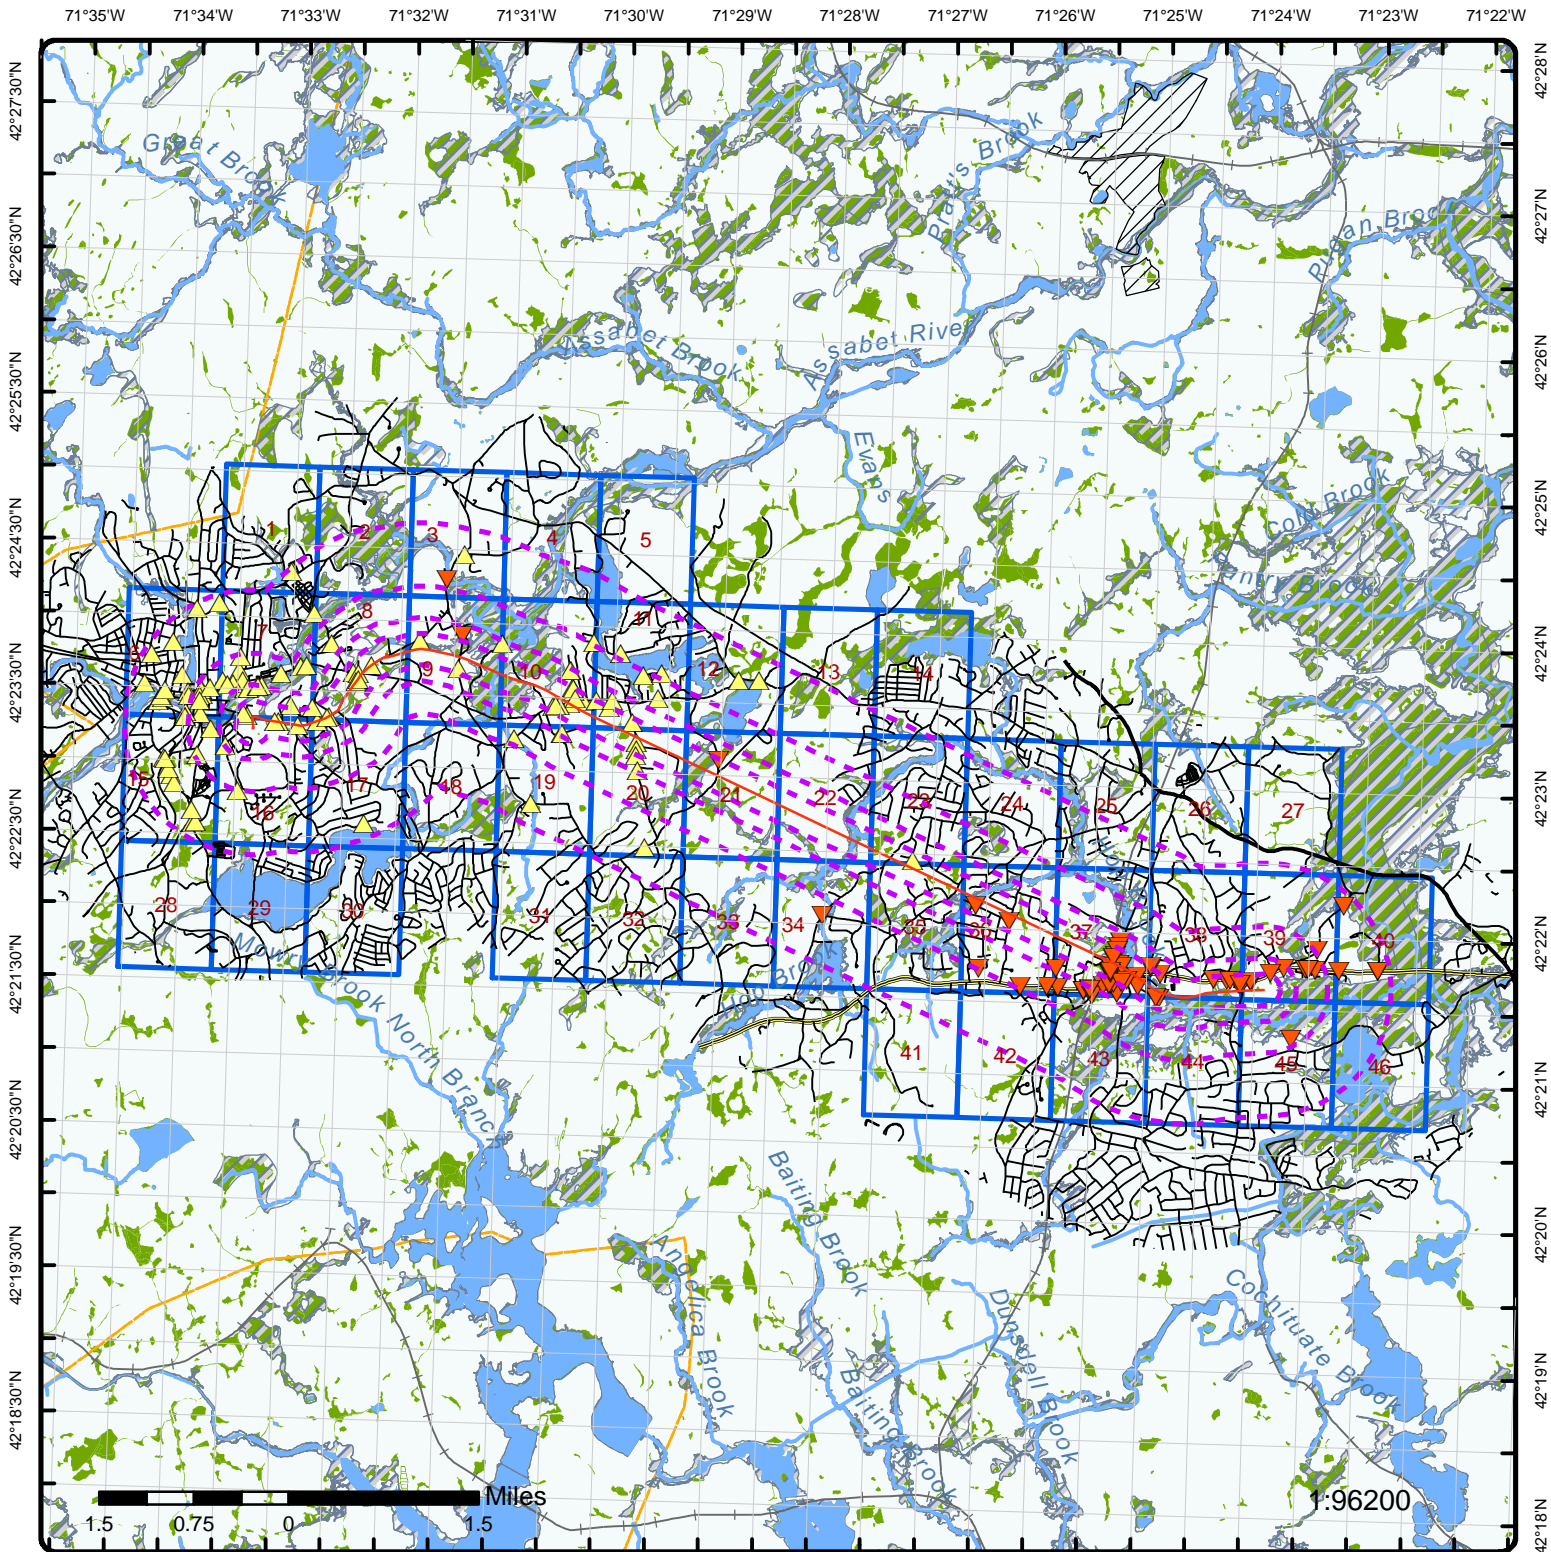 71°35'W 71°34'W 71°33'W 71°32'W 71°31'W 71°30'W 71°29'W 71°28'W 71°27'W 71°26'W 71°25'W 71°24'W 71°23'W 71°22'W
42°27'30"N
42°26'30"N
42°25'30"N
42°24'30"N
42°23'30"N
42°22'30"N
42°21'30"N
42°20'30"N
42°19'30"N
42°18'30"N
42°28'N
42°27'N
42°26'N
42°25'N
42°24'N
42°23'N
42°22'N
42°21'N
42°20'N
42°19'N
42°18'N
Great Brook
Pratt's Brook
Assabet Brook
Assabet River
Evans
Cold Brook
Pantry Brook
Hop Brook
Mowry Brook
North Branch
Baiting Brook
Angelica Brook
Dunsdell Brook
Baiting Brook
Cochituate Brook
1 2 3 4 5
6 7 8 9 10 11 12 13 14
15 16 17 18 19 20 21 22 23 24 25 26 27
28 29 30 31 32 33 34 35 36 37 38 39 40
41 42 43 44 45 46
Miles
1.5 0.75 0 1.5
1:96200